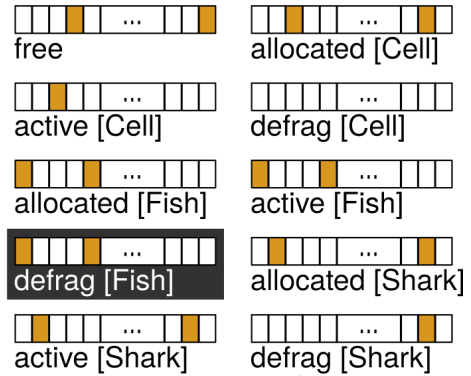 ... ...
free allocated [Cell]
... ...
active [Cell] defrag [Cell]
... ...
allocated [Fish] active [Fish]
... ...
defrag [Fish] allocated [Shark]
... ...
active [Shark] defrag [Shark]